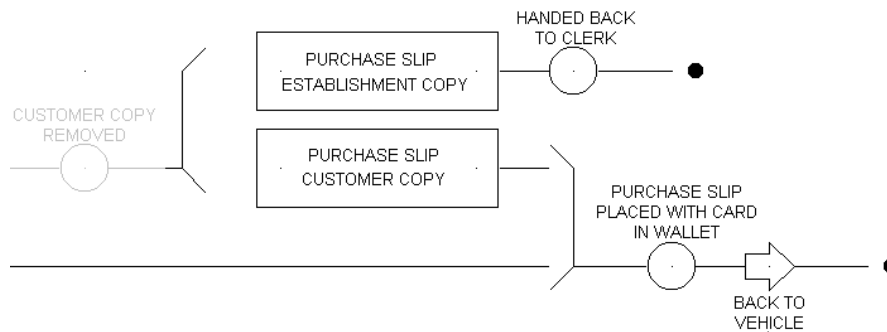 HANDED BACK
TO CLERK
PURCHASE SLIP
ESTABLISHMENT COPY
CUSTOMER COPY
REMOVED
PURCHASE SLIP
CUSTOMER COPY
PURCHASE SLIP
PLACED WITH CARD
IN WALLET
BACK TO
VEHICLE